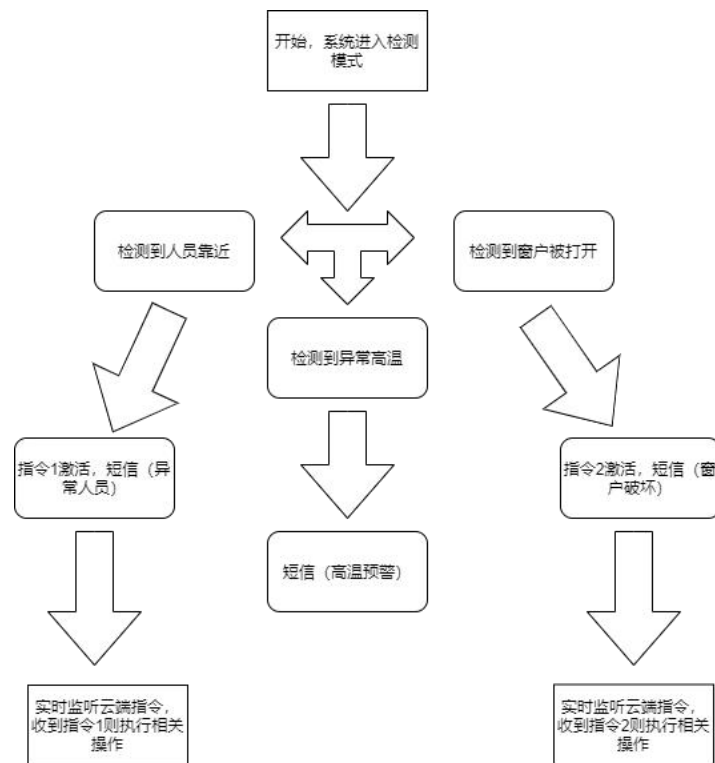 开始，系统进入检测
模式
检测到人员靠近
检测到窗户被打开
检测到异常高温
指令1激活，短信（异
常人员）
指令2激活，短信（窗
户破坏）
短信（高温预警）
实时监听云端指令，
收到指令1则执行相关
操作
实时监听云端指令，
收到指令2则执行相关
操作